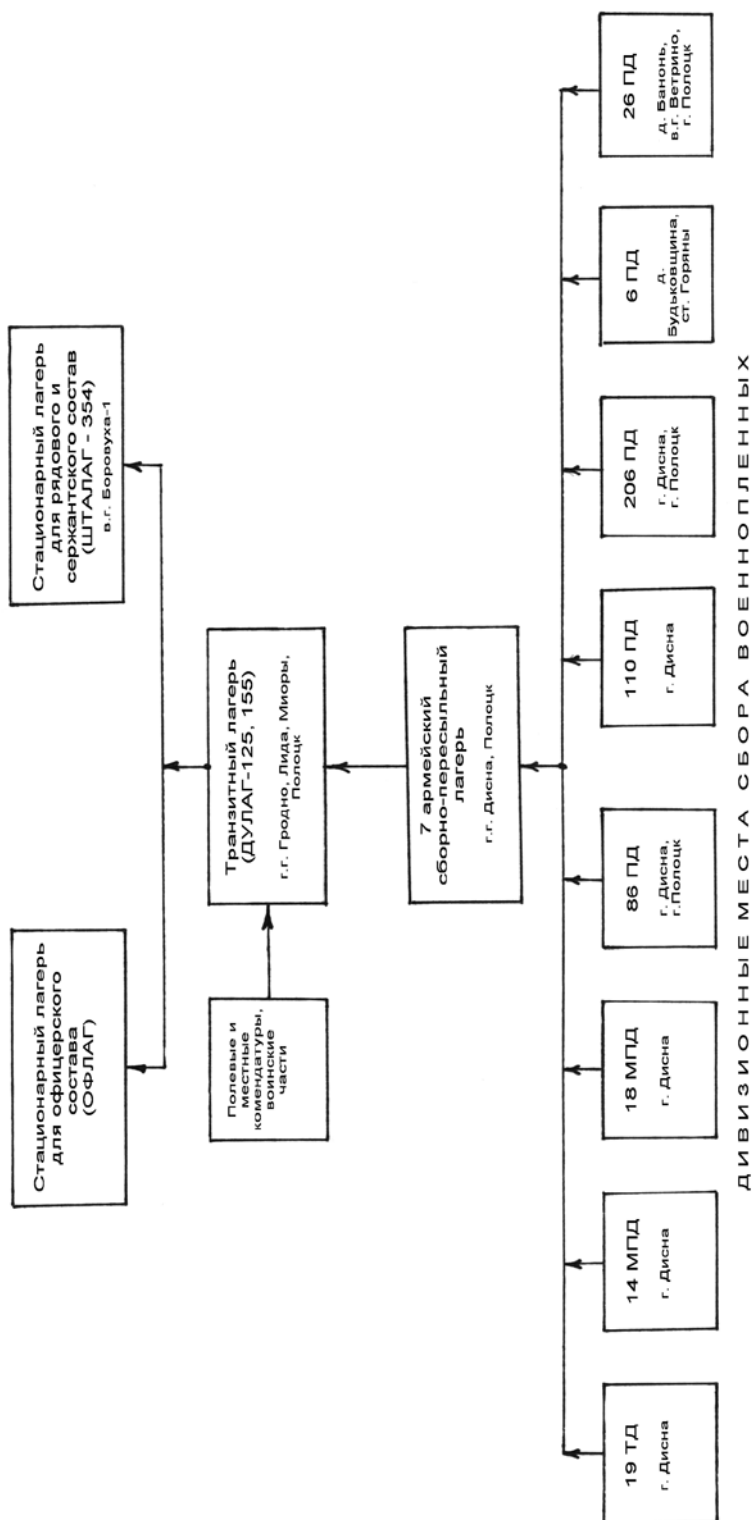 Стационарный лагерь
для офицерского
состава
(ОФЛАГ)
Стационарный лагерь
для рядового и
сержантского состав
(ШТАЛАГ - 354)
в.г. Боровуха-1
Полевые и
местные
комендатуры,
воинские
части
Транзитный лагерь
(ДУЛАГ-125, 155)
г.г. Гродно, Лида, Миоры,
Полоцк
7 армейский
сборно-пересыльный
лагерь
г.г. Дисна, Полоцк
19 ТД
г. Дисна
14 МПД
г. Дисна
18 МПД
г. Дисна
86 ПД
г. Дисна,
г.Полоцк
110 ПД
г. Дисна
206 ПД
г. Дисна,
г. Полоцк
6 ПД
д.
Будьковщина,
ст. Горяны
26 ПД
д. Банонь,
в.г. Ветрино,
г. Полоцк
ДИВИЗИОННЫЕ МЕСТА СБОРА ВОЕННОПЛЕННЫХ